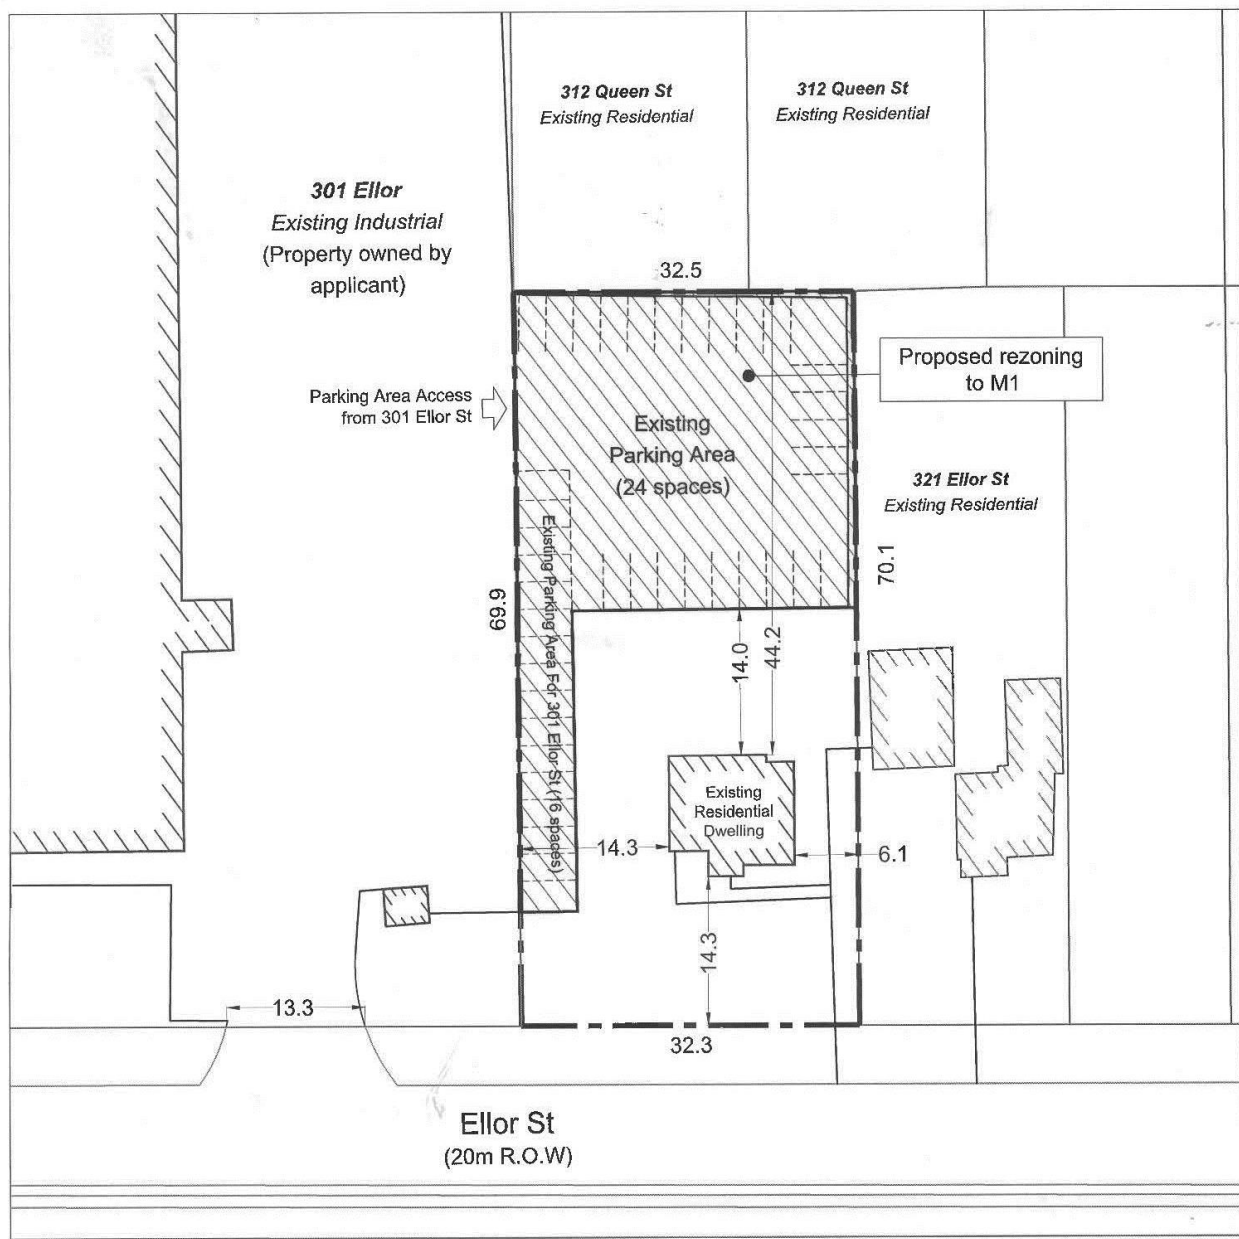 312 Queen St
Existing Residential
312 Queen St
Existing Residential
301 Ellor
Existing Industrial
(Property owned by
applicant)
32.5
Proposed rezoning
to M1
Parking Area Access
from 301 Ellor St
Existing
Parking Area
(24 spaces)
321 Ellor St
Existing Residential
70.1
69.9
Existing Parking Area For 301 Ellor St (16 spaces)
14.0
44.2
Existing
Residential
Dwelling
14.3
6.1
14.3
13.3
32.3
Ellor St
(20m R.O.W)